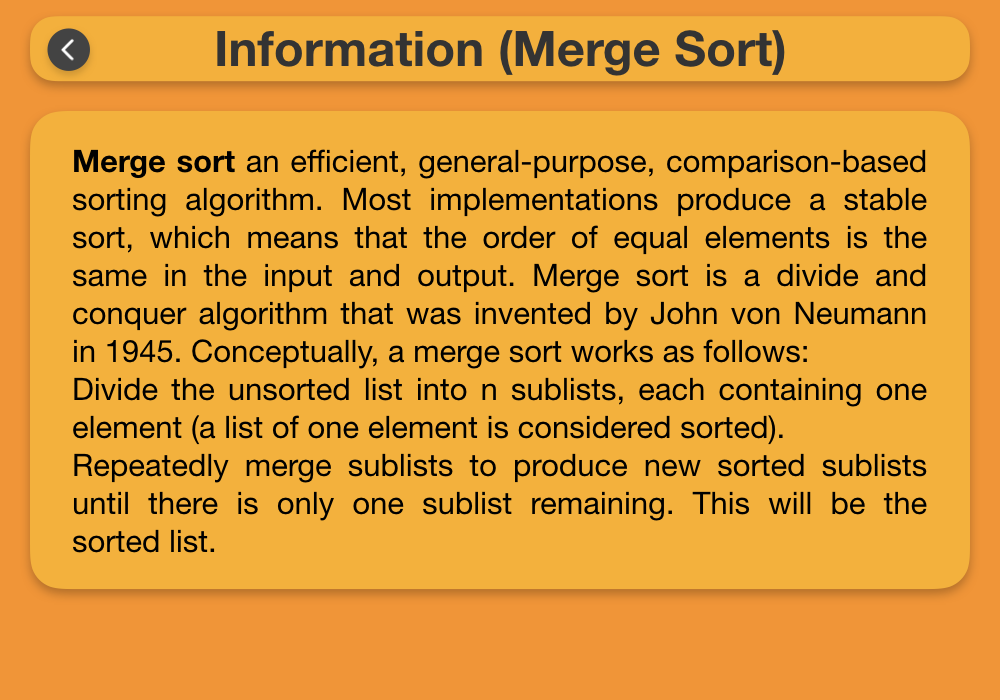 Information (Merge Sort)
Merge sort an efficient, general-purpose, comparison-based
sorting algorithm. Most implementations produce a stable
sort, which means that the order of equal elements is the
same in the input and output. Merge sort is a divide and
conquer algorithm that was invented by John von Neumann
in 1945. Conceptually, a merge sort works as follows:
Divide the unsorted list into n sublists, each containing one
element (a list of one element is considered sorted).
Repeatedly merge sublists to produce new sorted sublists
until there is only one sublist remaining. This will be the
sorted list.